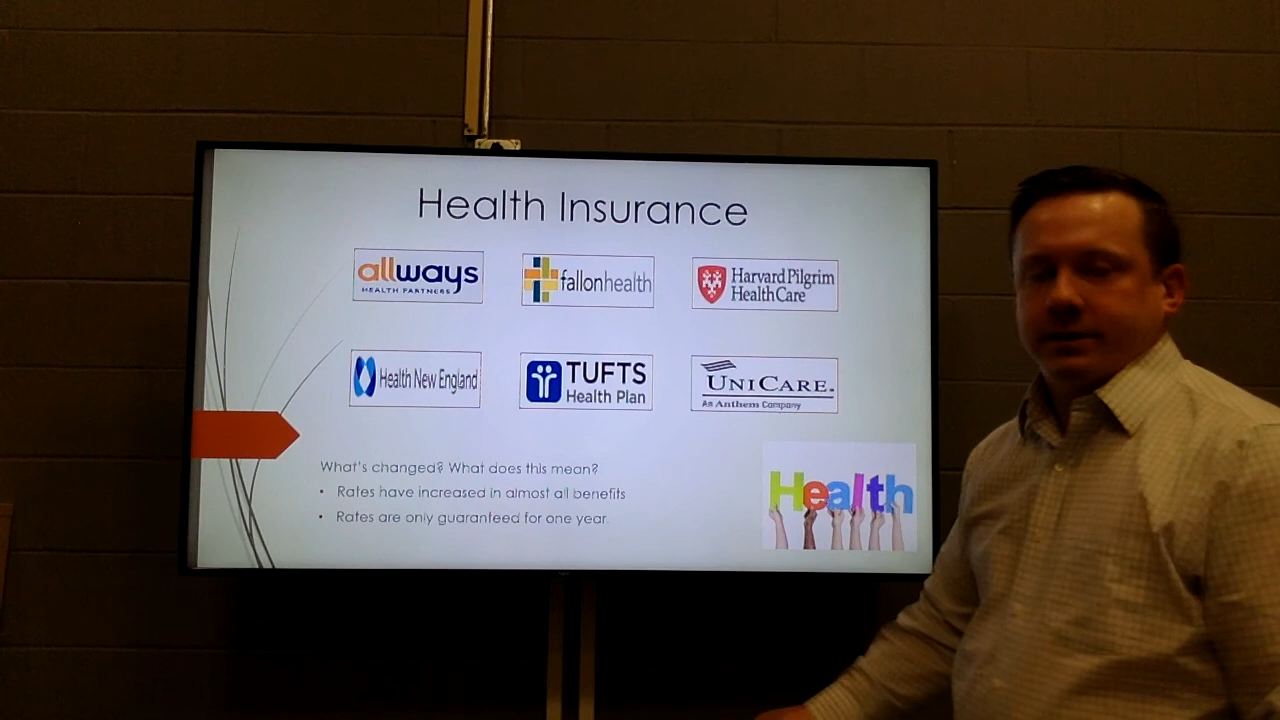 Health Insurance
allways
HEALTH PARTNERS
fallonhealth
Harvard Pilgrim
HealthCare
Health New England
TUFTS
Health Plan
UNICARE®
An Anthem Company
What's changed? What does this mean?
• Rates have increased in almost all benefits
• Rates are only guaranteed for one year.
Health